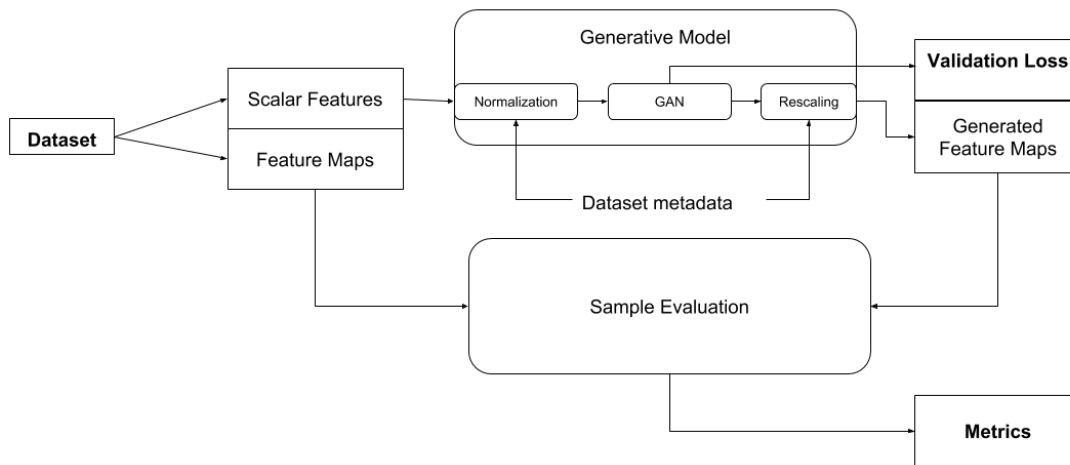 Generative Model
Validation Loss
Scalar Features
Normalization
GAN
Rescaling
Dataset
Feature Maps
Generated
Feature Maps
Dataset metadata
Sample Evaluation
Metrics